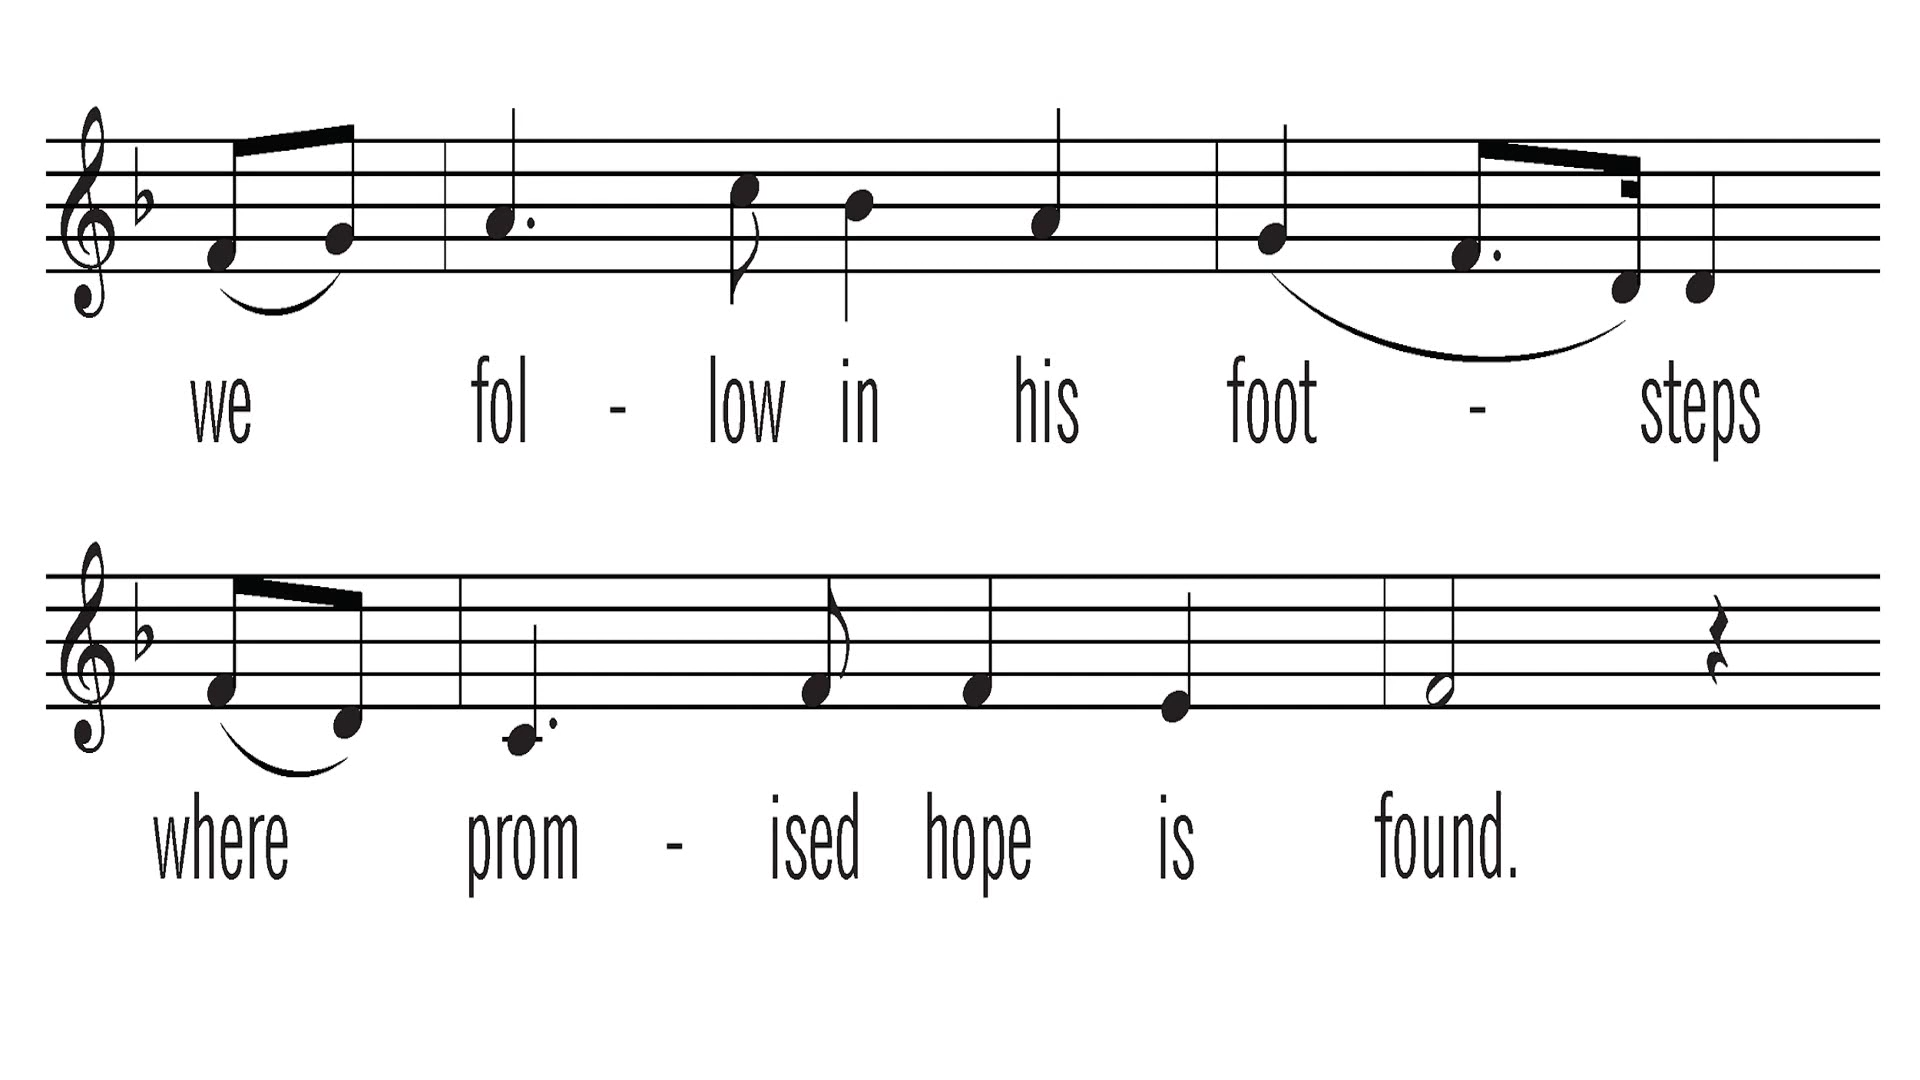 we fol - low in his foot - steps
where prom - ised hope is found.